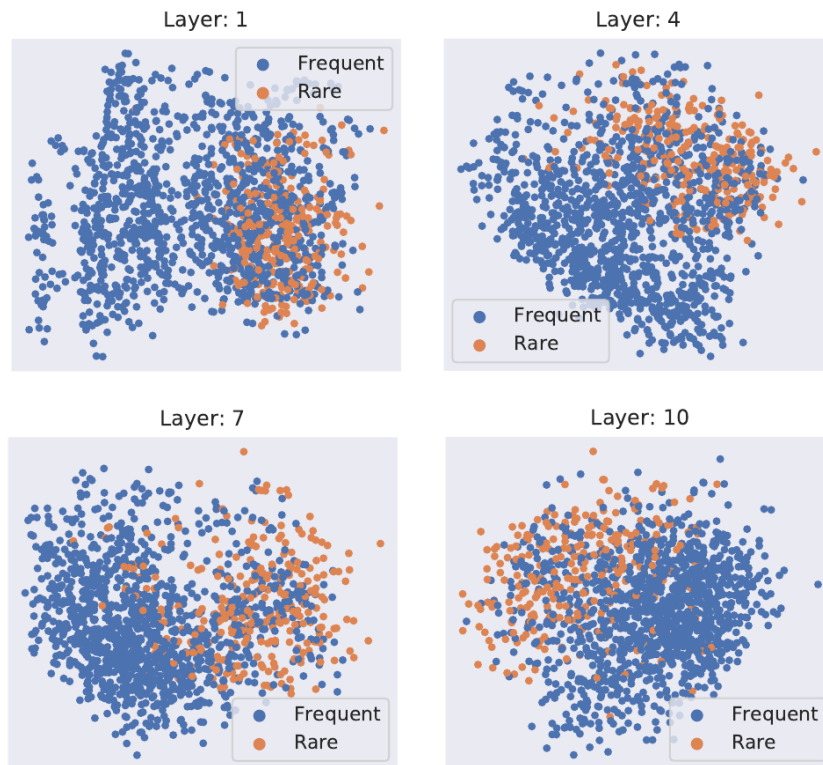 Layer: 1
Frequent
Rare
Layer: 4
Frequent
Rare
Layer: 7
Frequent
Rare
Layer: 10
Frequent
Rare